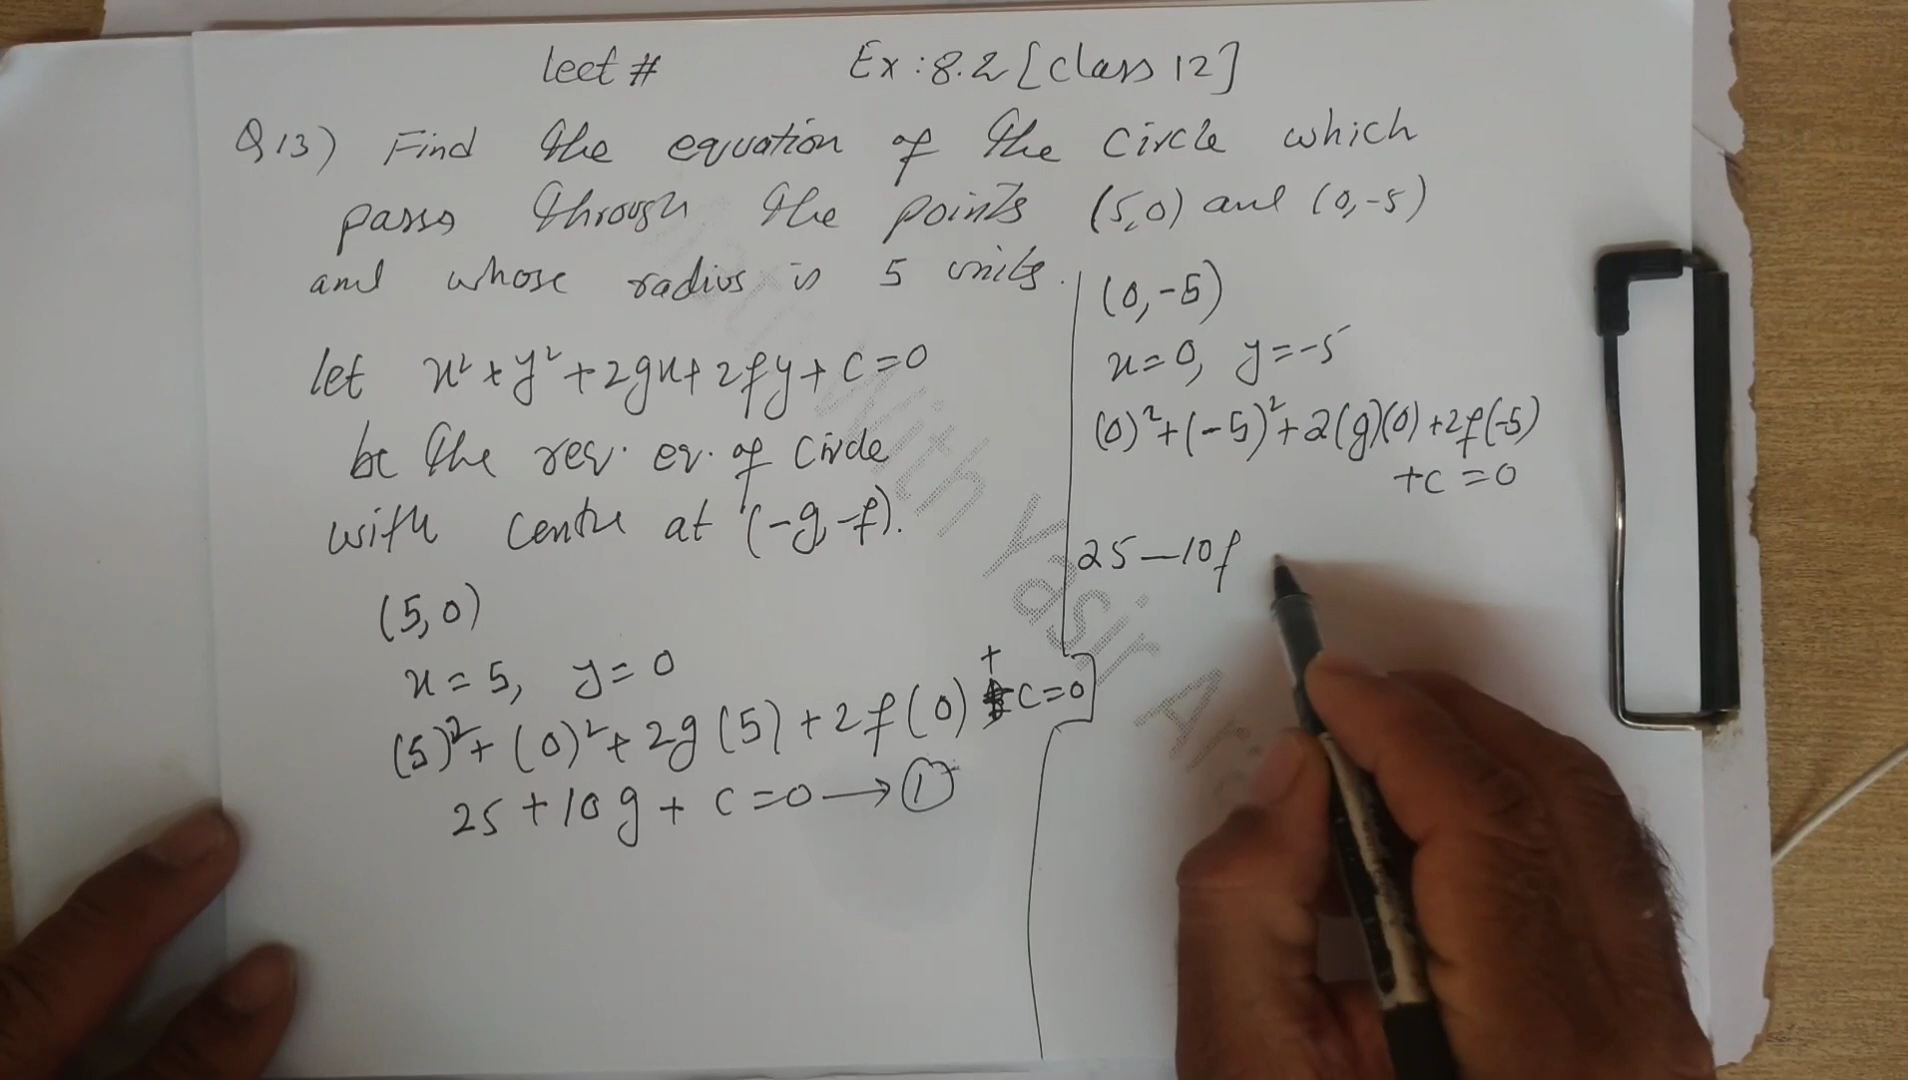 Lect # Ex : 8.2 [class 12]
Q13) Find the equation of the circle which
passes through the points (5,0) and (0,-5)
and whose radius is 5 units.
let x² + y² + 2gx + 2fy + c = 0
be the req. eq. of circle
with centre at (-g,-f).
(5,0)
x = 5, y = 0
(5)² + (0)² + 2g(5) + 2f(0) + c = 0
25 + 10g + c = 0 → ①
(0,-5)
x = 0, y = -5
(0)² + (-5)² + 2(g)(0) + 2f(-5)
+c = 0
25 - 10f
With Yasir